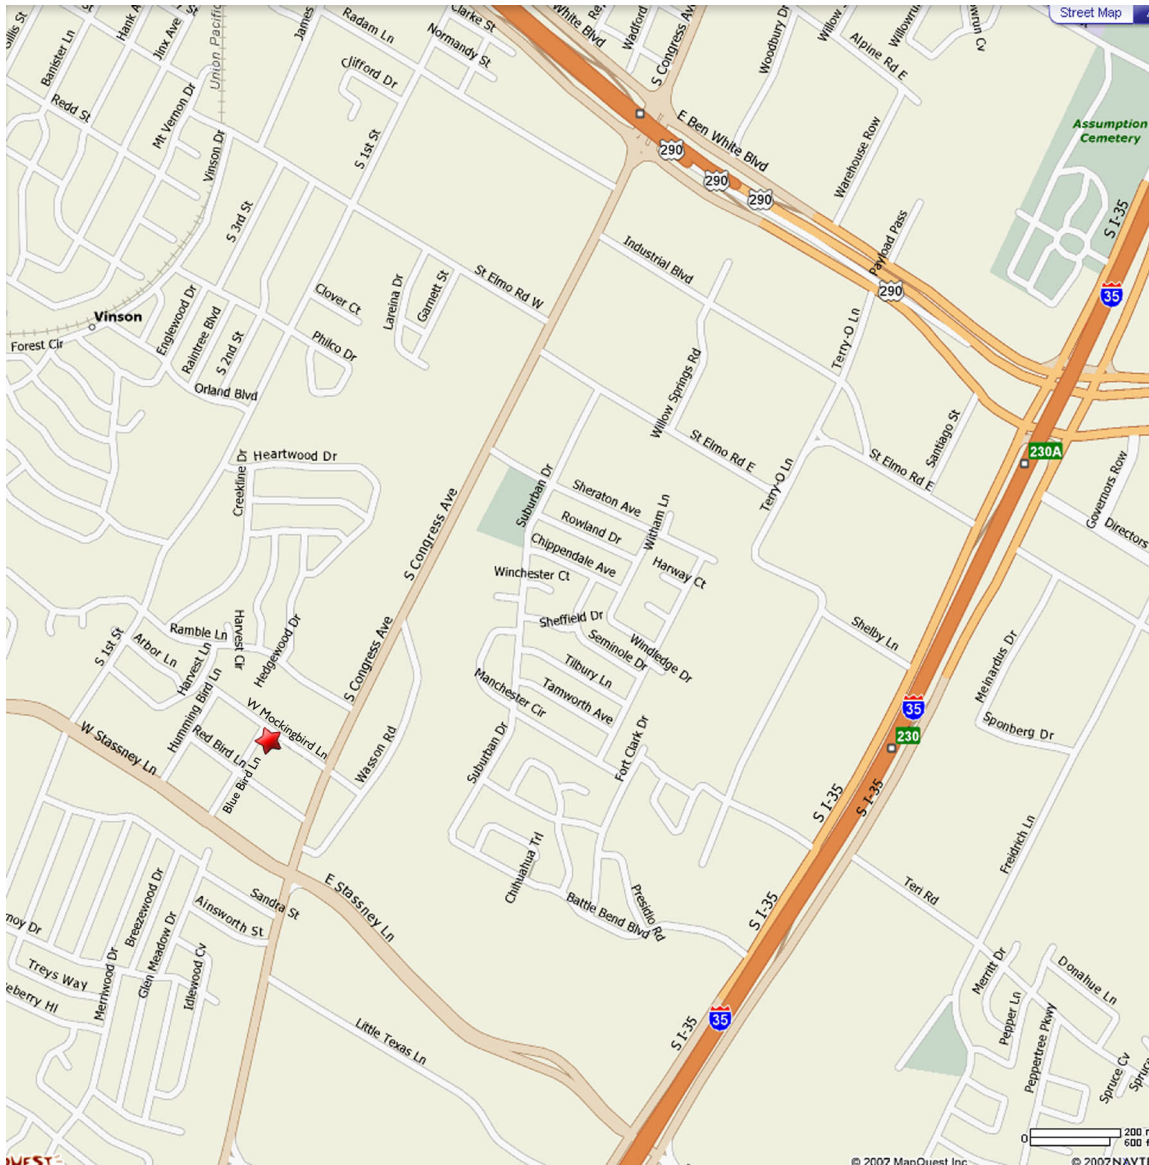 Street Map
Banister Ln
Radam Ln
Clarke St
Normandy St
Clifford Dr
Redd St
Mt Vernon Dr
Union Pacific
Vinson Dr
S 1st St
S Congress Ave
Woodbury Dr
Alpine Rd E
E Ben White Blvd
Warehouse Row
Assumption
Cemetery
290
290
290
290
S I-35
35
S 3rd St
Industrial Blvd
Payload Pass
St Elmo Rd W
Lareina Dr
Garnett St
Clover Ct
Philco Dr
Vinson
Forest Cir
Englewood Dr
Raintree Blvd
S 2nd St
Orland Blvd
Terry-O Ln
Willow Springs Rd
St Elmo Rd E
Santiago St
St Elmo Rd E
230A
Governors Row
Directors
Heartwood Dr
Creekline Dr
S Congress Ave
Suburban Dr
Sheraton Ave
Rowland Dr
Witham Ln
Terry-O Ln
Chippendale Ave
Winchester Ct
Harway Ct
Sheffield Dr
Seminole Dr
Windledge Dr
Shelby Ln
Tilbury Ln
Tamworth Ave
Manchester Cir
Meinardus Dr
Sponberg Dr
S 1st St
Arbor Ln
Ramble Ln
Harvest Ln
Harvest Cir
Hedgewood Dr
S Congress Ave
Humming Bird Ln
W Mockingbird Ln
Red Bird Ln
Blue Bird Ln
W Stassney Ln
Wasson Rd
Suburban Dr
Fort Clark Dr
35
230
S I-35
S I-35
Freidrich Ln
Teri Rd
Chihuahua Trl
Battle Bend Blvd
Presidio Rd
S I-35
E Stassney Ln
Sandra St
Ainsworth St
Breezewood Dr
Glen Meadow Dr
Merriwood Dr
Idlewood Cv
Treys Way
Little Texas Ln
35
S I-35
Merritt Dr
Donahue Ln
Pepper Ln
Peppertree Pkwy
Spruce Cv
0
200
600
© 2007 MapQuest Inc
© 2007